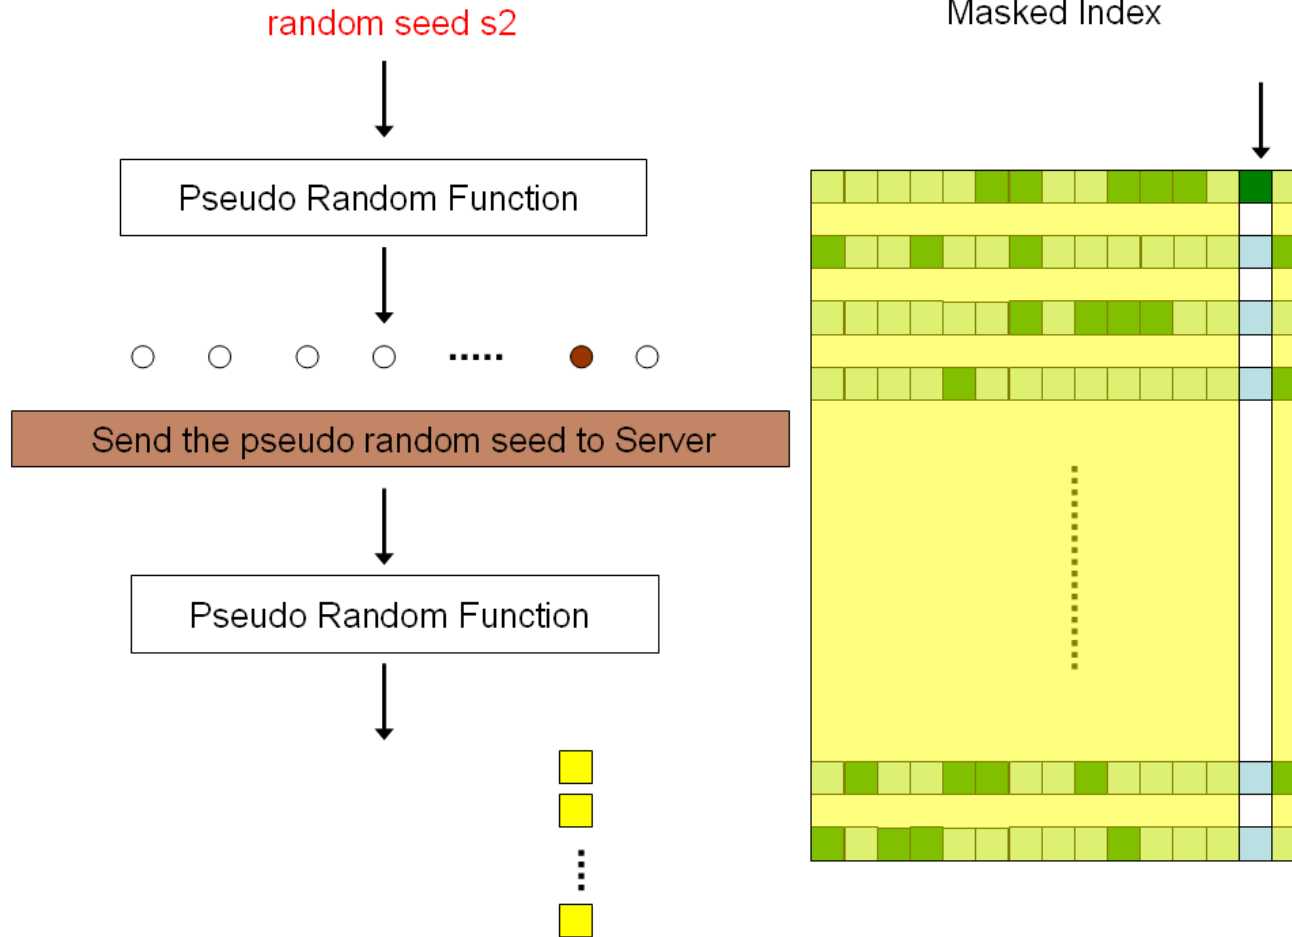 random seed s2
Masked Index
Pseudo Random Function
Send the pseudo random seed to Server
Pseudo Random Function